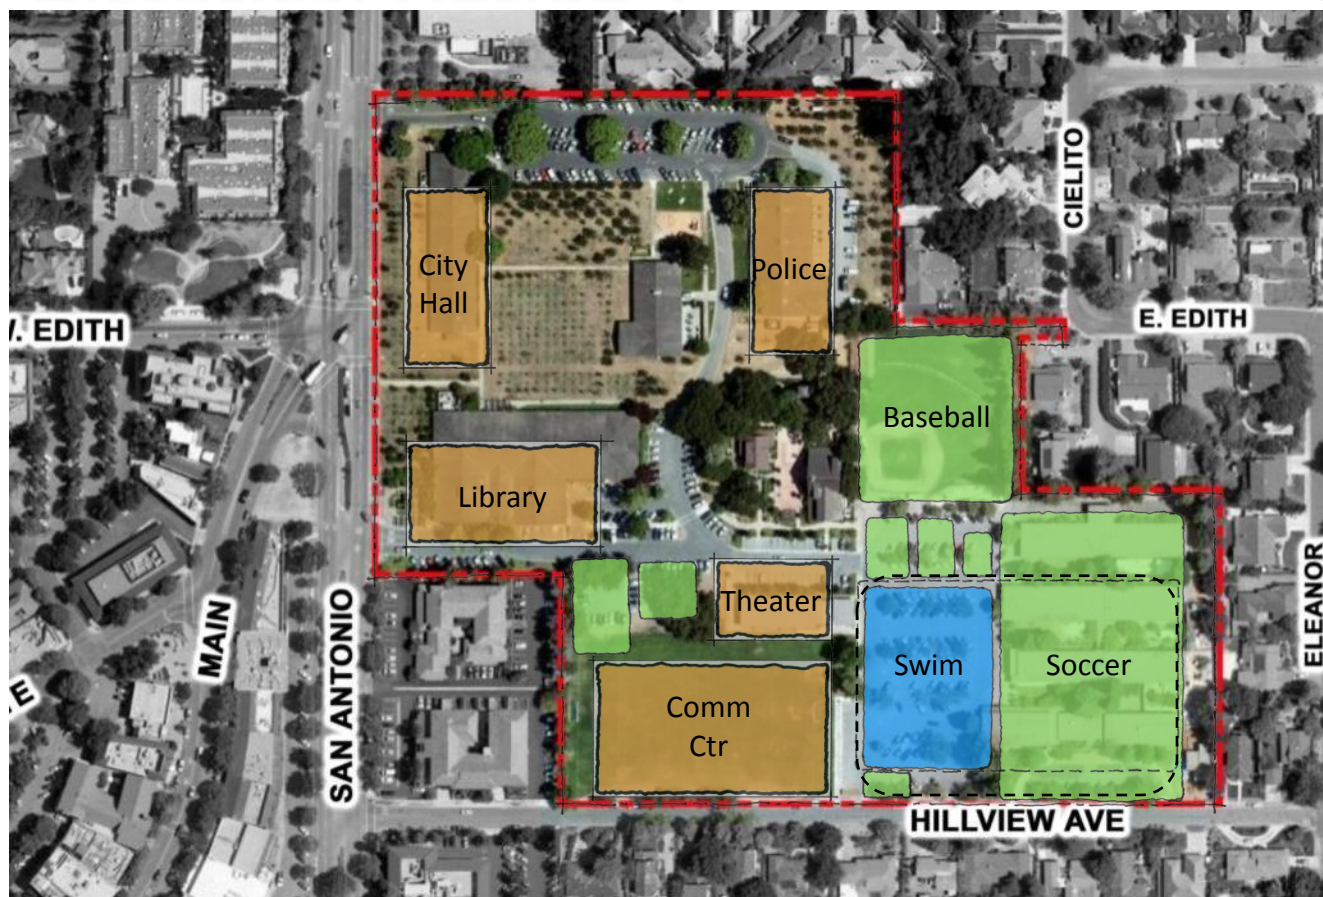 CIELITO
City
Hall
Police
E. EDITH
W. EDITH
Baseball
Library
MAIN
SAN ANTONIO
Theater
ELEANOR
Swim
Soccer
Comm
Ctr
HILLVIEW AVE